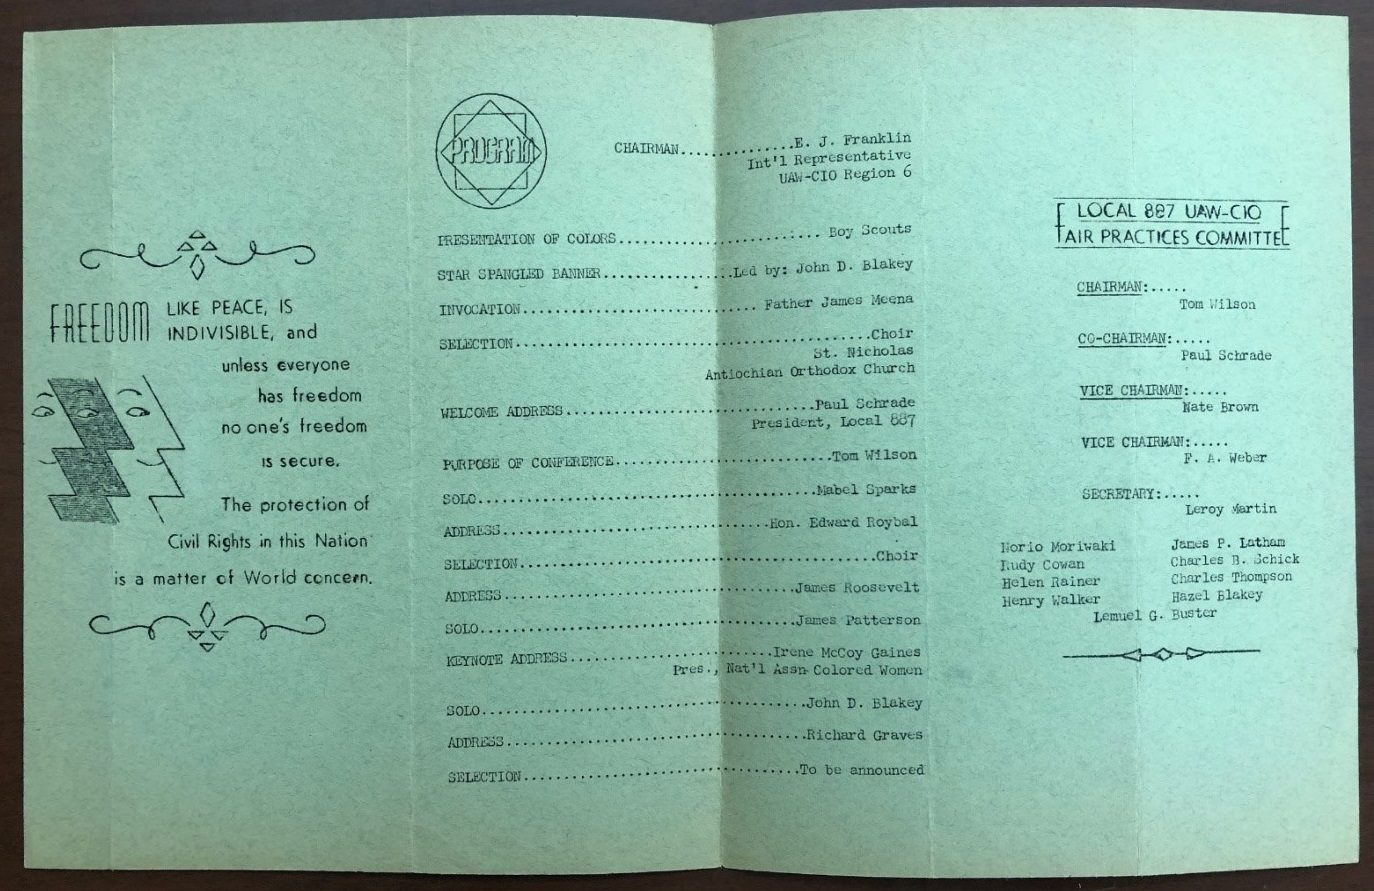 FREEDOM LIKE PEACE, IS
INDIVISIBLE, and
unless everyone
has freedom
no one's freedom
is secure.
The protection of
Civil Rights in this Nation
is a matter of World concern.
PROGRAM
CHAIRMAN..............E. J. Franklin
Int'l Representative
UAW-CIO Region 6
PRESENTATION OF COLORS.......................... Boy Scouts
STAR SPANGLED BANNER................Led by: John D. Blakey
INVOCATION............................. Father James Meena
SELECTION............................................Choir
St. Nicholas
Antiochian Orthodox Church
WELCOME ADDRESS...............................Paul Schrade
President, Local 887
PURPOSE OF CONFERENCE...........................Tom Wilson
SOLO..........................................Mabel Sparks
ADDRESS..................................Hon. Edward Roybal
SELECTION............................................Choir
ADDRESS....................................James Roosevelt
SOLO.......................................James Patterson
KEYNOTE ADDRESS.........................Irene McCoy Gaines
Pres., Nat'l Assn Colored Women
SOLO........................................John D. Blakey
ADDRESS.....................................Richard Graves
SELECTION..................................To be announced
LOCAL 887 UAW-CIO
FAIR PRACTICES COMMITTEE
CHAIRMAN:.....
Tom Wilson
CO-CHAIRMAN:.....
Paul Schrade
VICE CHAIRMAN:.....
Nate Brown
VICE CHAIRMAN:.....
F. A. Weber
SECRETARY:.....
Leroy Martin
Norio Moriwaki James P. Latham
Rudy Cowan Charles B. Schick
Helen Rainer Charles Thompson
Henry Walker Hazel Blakey
Lemuel G. Buster